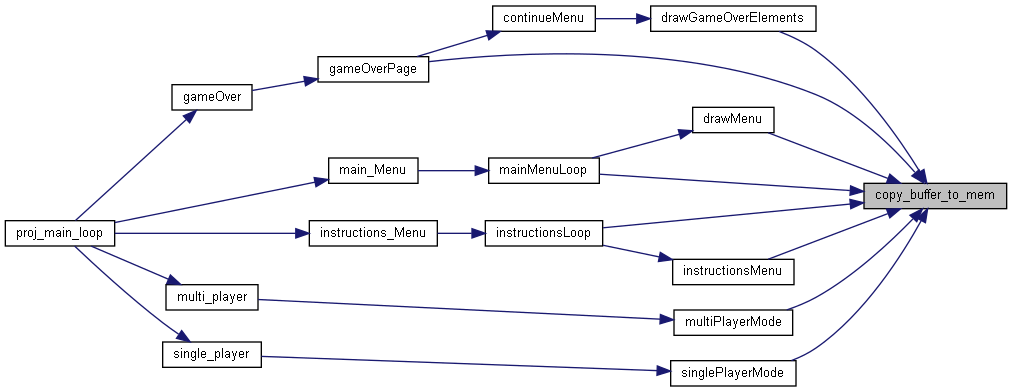 continueMenu
drawGameOverElements
gameOverPage
gameOver
drawMenu
main_Menu
mainMenuLoop
copy_buffer_to_mem
proj_main_loop
instructions_Menu
instructionsLoop
instructionsMenu
multi_player
multiPlayerMode
single_player
singlePlayerMode